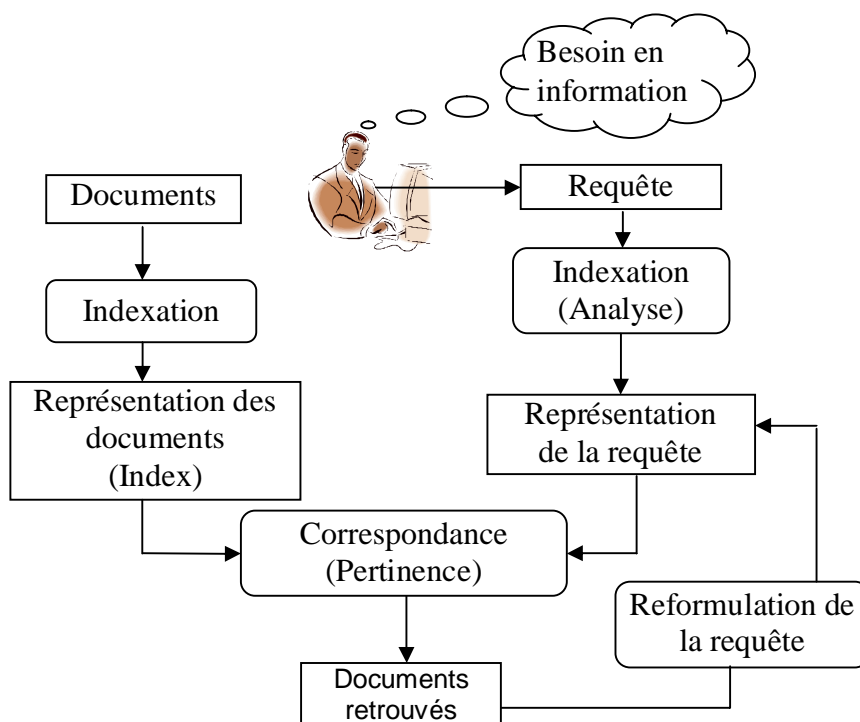 Besoin en
information
Documents
Requête
Indexation
Indexation
(Analyse)
Représentation des
documents
(Index)
Représentation
de la requête
Correspondance
(Pertinence)
Reformulation de
la requête
Documents
retrouvés